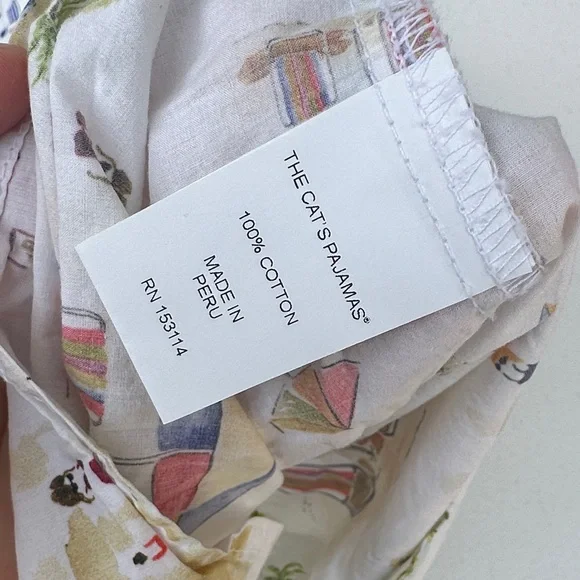 THE CAT'S PAJAMAS®
100% COTTON
MADE IN
PERU
RN 153114